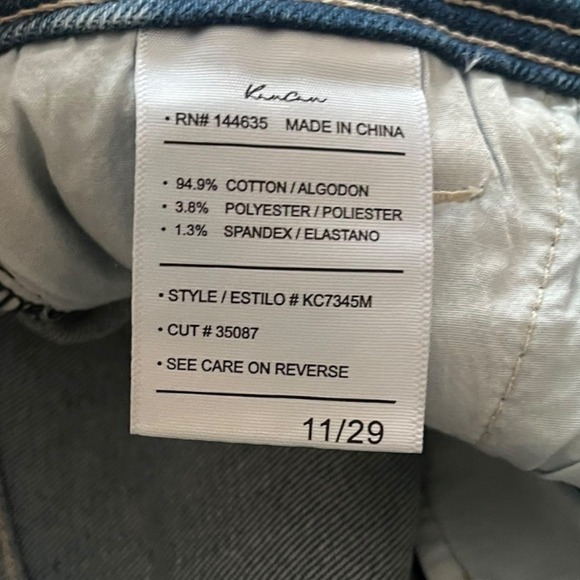 KanCan
• RN# 144635 MADE IN CHINA
• 94.9% COTTON / ALGODON
• 3.8% POLYESTER / POLIESTER
• 1.3% SPANDEX / ELASTANO
• STYLE / ESTILO # KC7345M
• CUT # 35087
• SEE CARE ON REVERSE
11/29